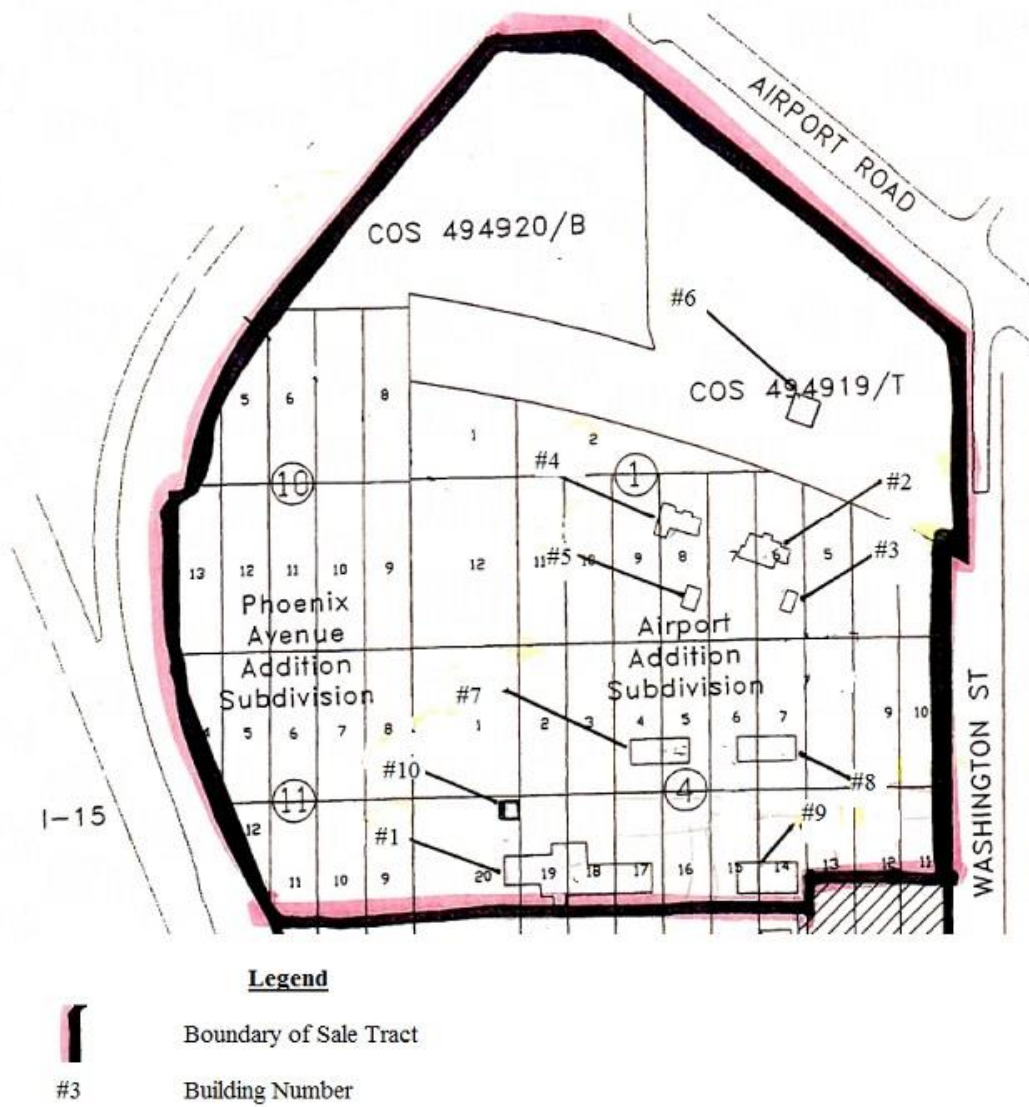 AIRPORT ROAD
COS 494920/B
#6
COS 494919/T
5 6 8
1 2
#4 1 #2
10
#5 #3
13 12 11 10 9 12 11 10 9 8 7 6 5
Phoenix
Avenue
Addition
Subdivision
Airport
Addition
Subdivision
#7
4 5 6 7 8 1 2 3 4 5 6 7 9 10
WASHINGTON ST
#10 #8
11 4
I-15
12
#1 #9
11 10 9 20 19 18 17 16 15 14 13 12 11
Legend
Boundary of Sale Tract
#3 Building Number